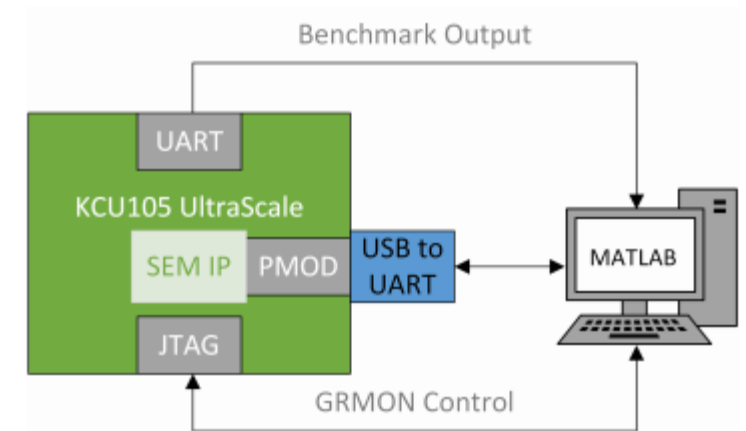 Benchmark Output
UART
KCU105 UltraScale
SEM IP
PMOD
USB to
UART
MATLAB
JTAG
GRMON Control